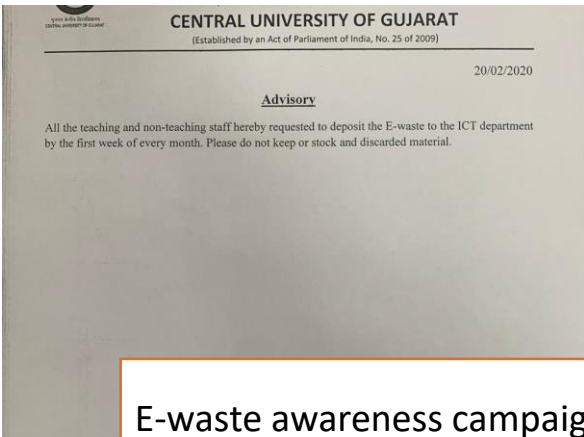 CENTRAL UNIVERSITY OF GUJARAT
(Established by an Act of Parliament of India, No. 25 of 2009)
20/02/2020
Advisory
All the teaching and non-teaching staff hereby requested to deposit the E-waste to the ICT department
by the first week of every month. Please do not keep or stock and discarded material.
E-waste awareness campaig